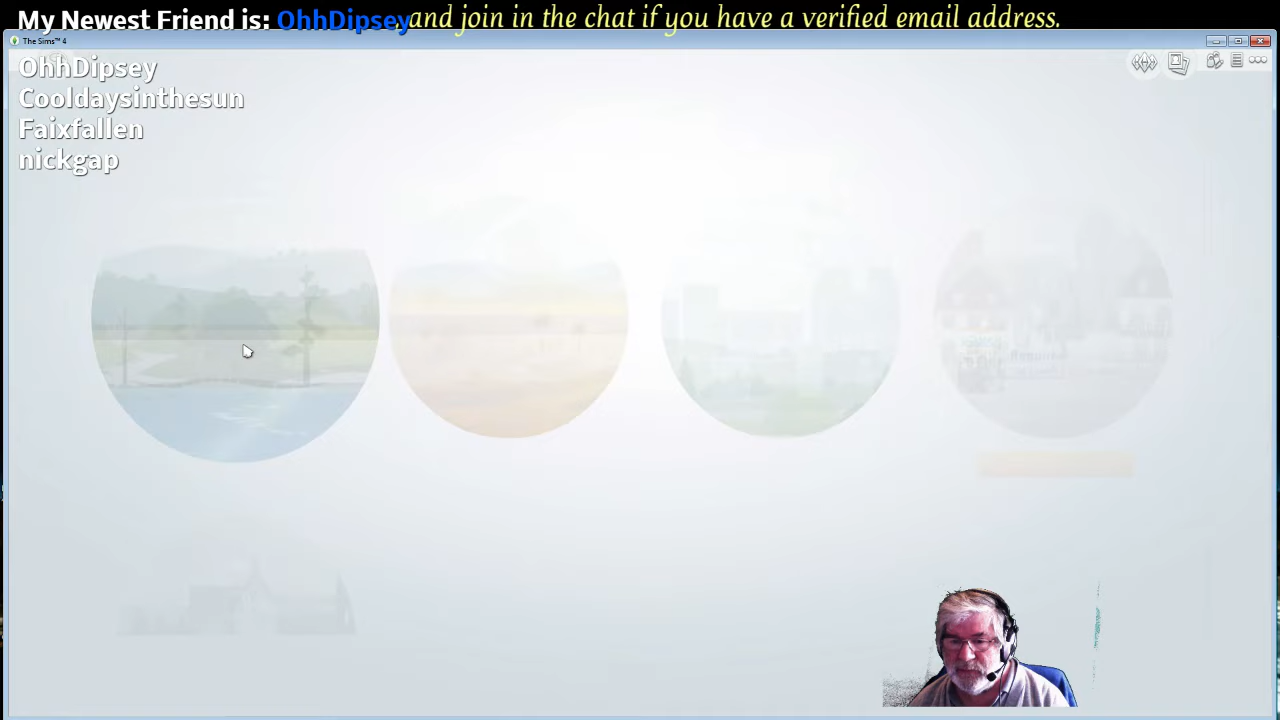 My Newest Friend is: OhhDipsey
and join in the chat if you have a verified email address.
The Sims™ 4
OhhDipsey
Cooldaysinthesun
Faixfallen
nickgap